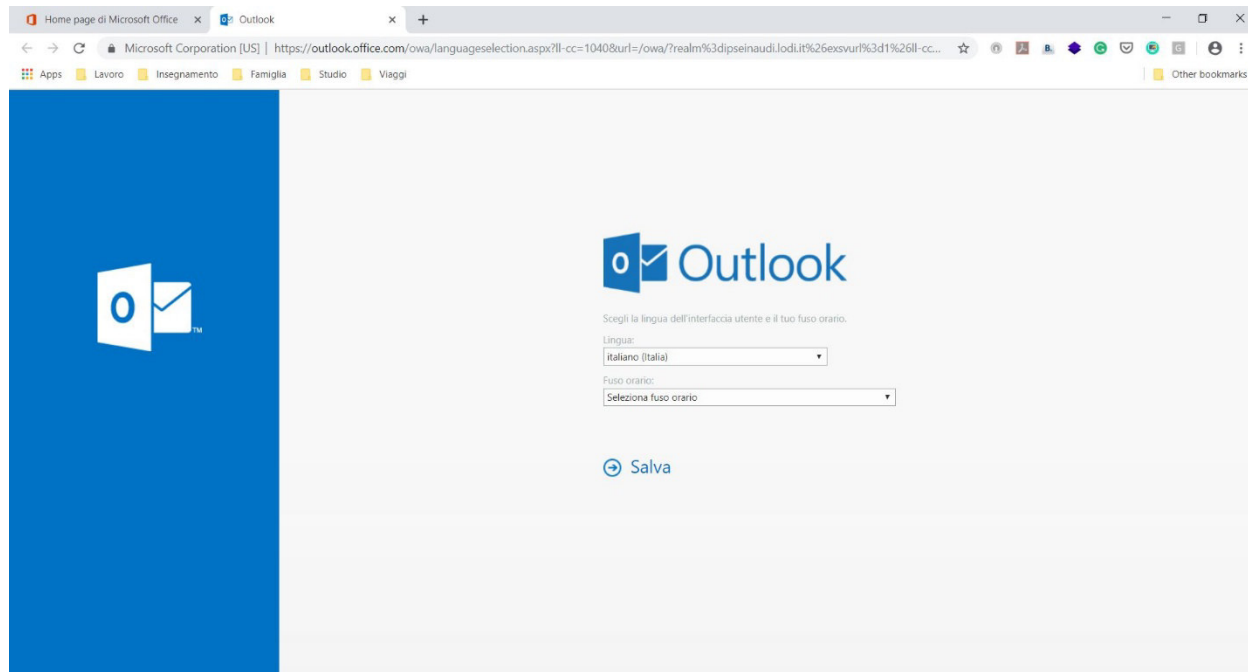 Home page di Microsoft Office
Outlook
Microsoft Corporation [US] | https://outlook.office.com/owa/languageselection.aspx?ll-cc=1040&url=/owa/?realm%3dipseinaudi.lodi.it%26exsvurl%3d1%26ll-cc...
Apps Lavoro Insegnamento Famiglia Studio Viaggi Other bookmarks
O
TM
O Outlook
Scegli la lingua dell'interfaccia utente e il tuo fuso orario.
Lingua:
italiano (Italia)
Fuso orario:
Seleziona fuso orario
Salva